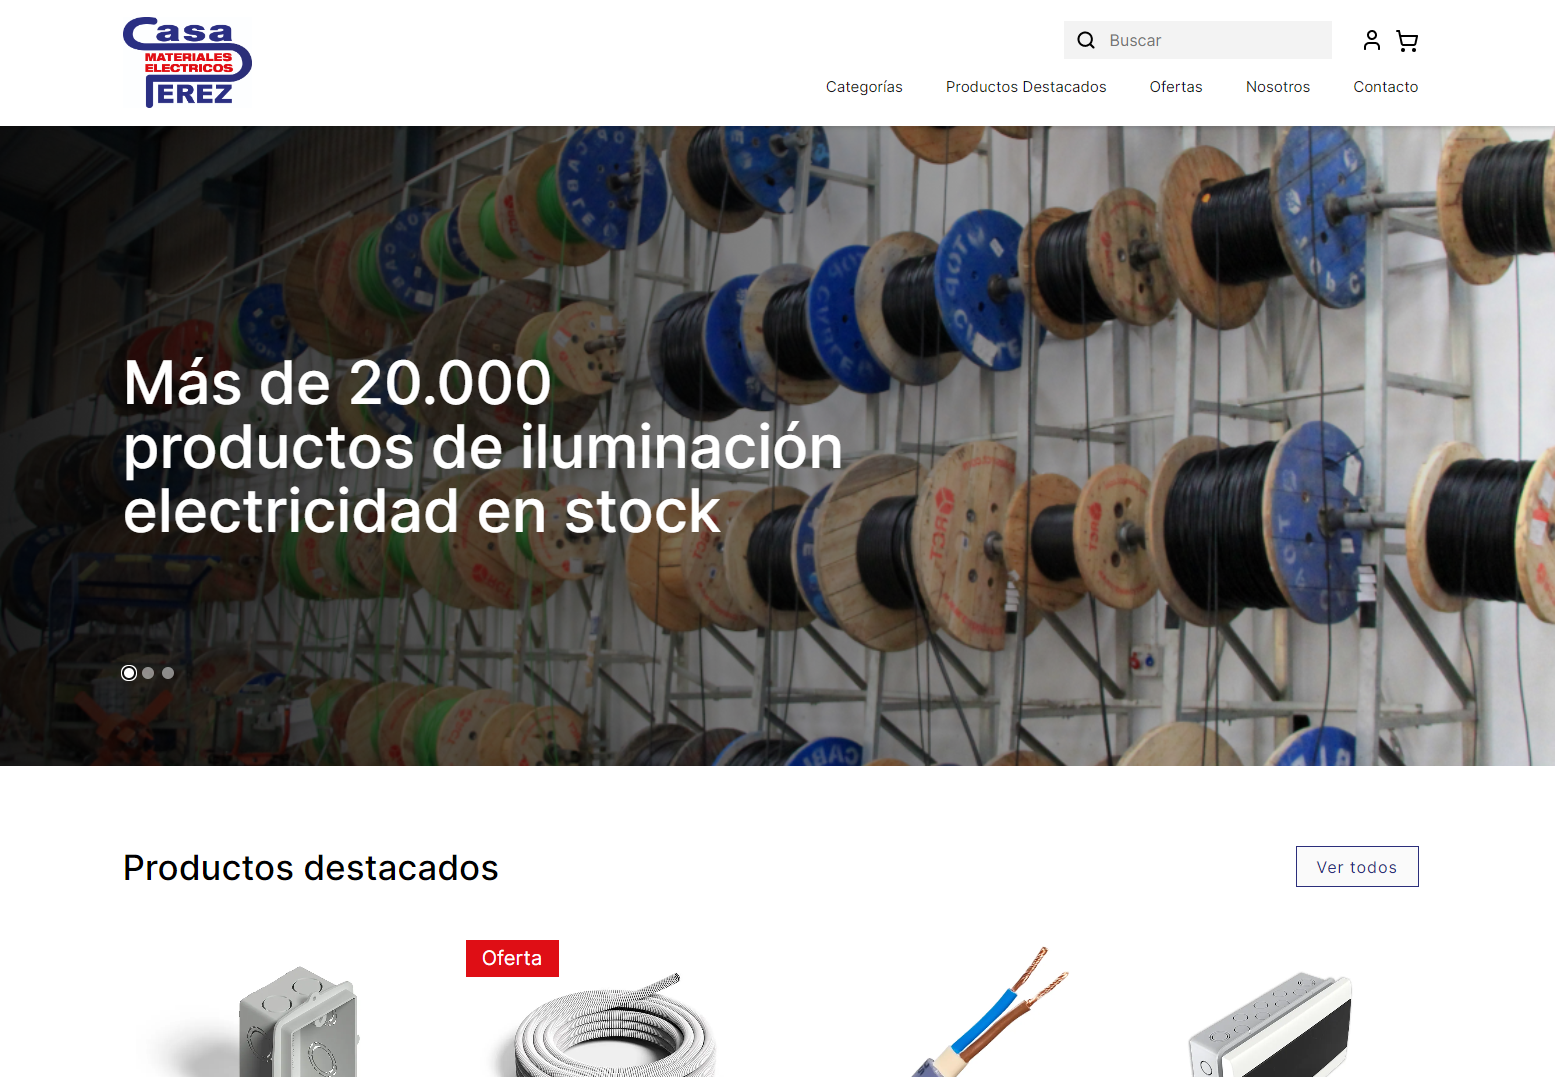 Casa
MATERIALES
ELECTRICOS
PEREZ
Buscar
Categorías
Productos Destacados
Ofertas
Nosotros
Contacto
Más de 20.000
productos de iluminación
electricidad en stock
Productos destacados
Ver todos
Oferta